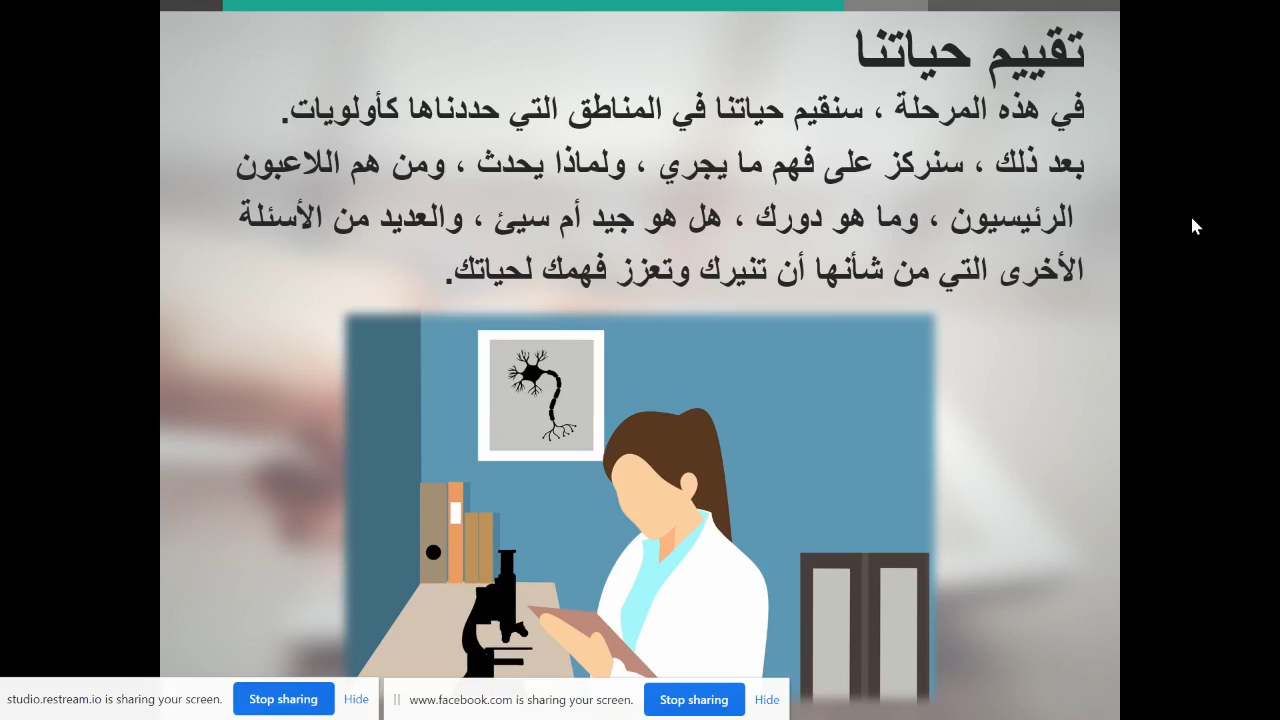 تقييم حياتنا
في هذه المرحلة ، سنقيم حياتنا في المناطق التي حددناها كأولويات.
بعد ذلك ، سنركز على فهم ما يجري ، ولماذا يحدث ، ومن هم اللاعبون
الرئيسيون ، وما هو دورك ، هل هو جيد أم سيئ ، والعديد من الأسئلة
الأخرى التي من شأنها أن تنيرك وتعزز فهمك لحياتك.
studio.restream.io is sharing your screen. Stop sharing Hide
www.facebook.com is sharing your screen. Stop sharing Hide